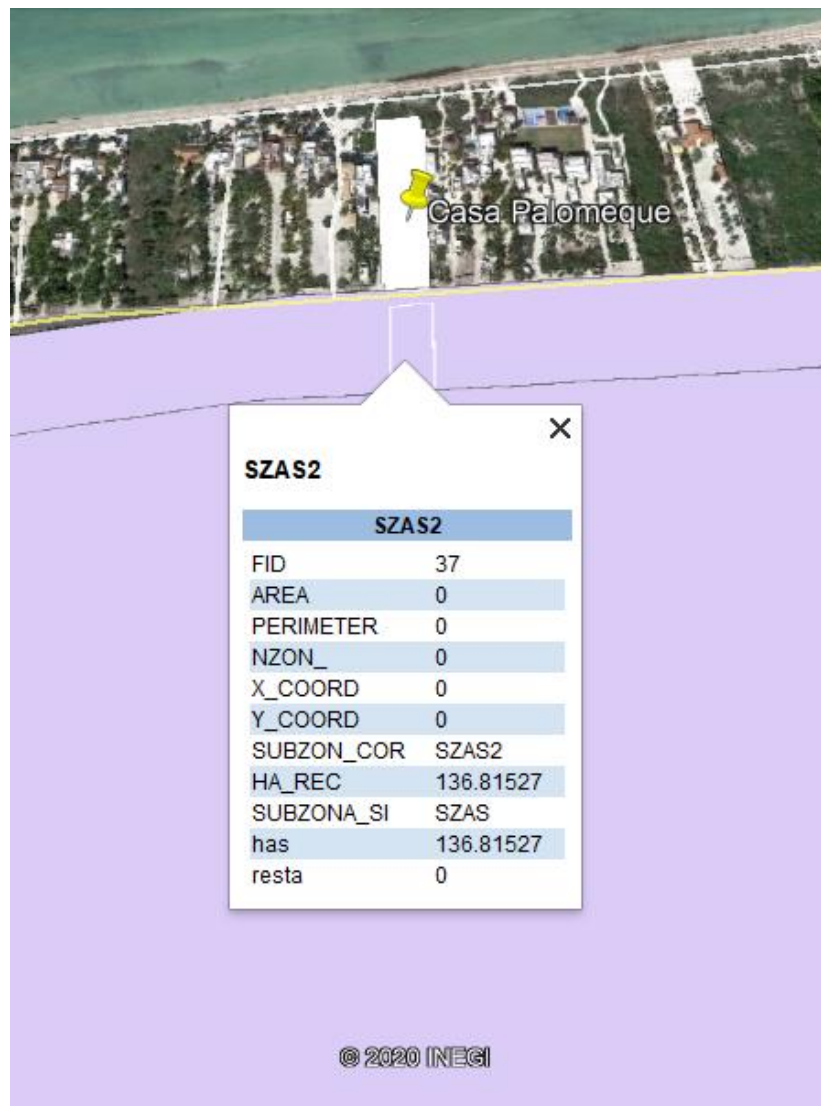 Casa Palomeque
SZAS2
SZAS2
FID 37
AREA 0
PERIMETER 0
NZON_ 0
X_COORD 0
Y_COORD 0
SUBZON_COR SZAS2
HA_REC 136.81527
SUBZONA_SI SZAS
has 136.81527
resta 0
© 2020 INEGI